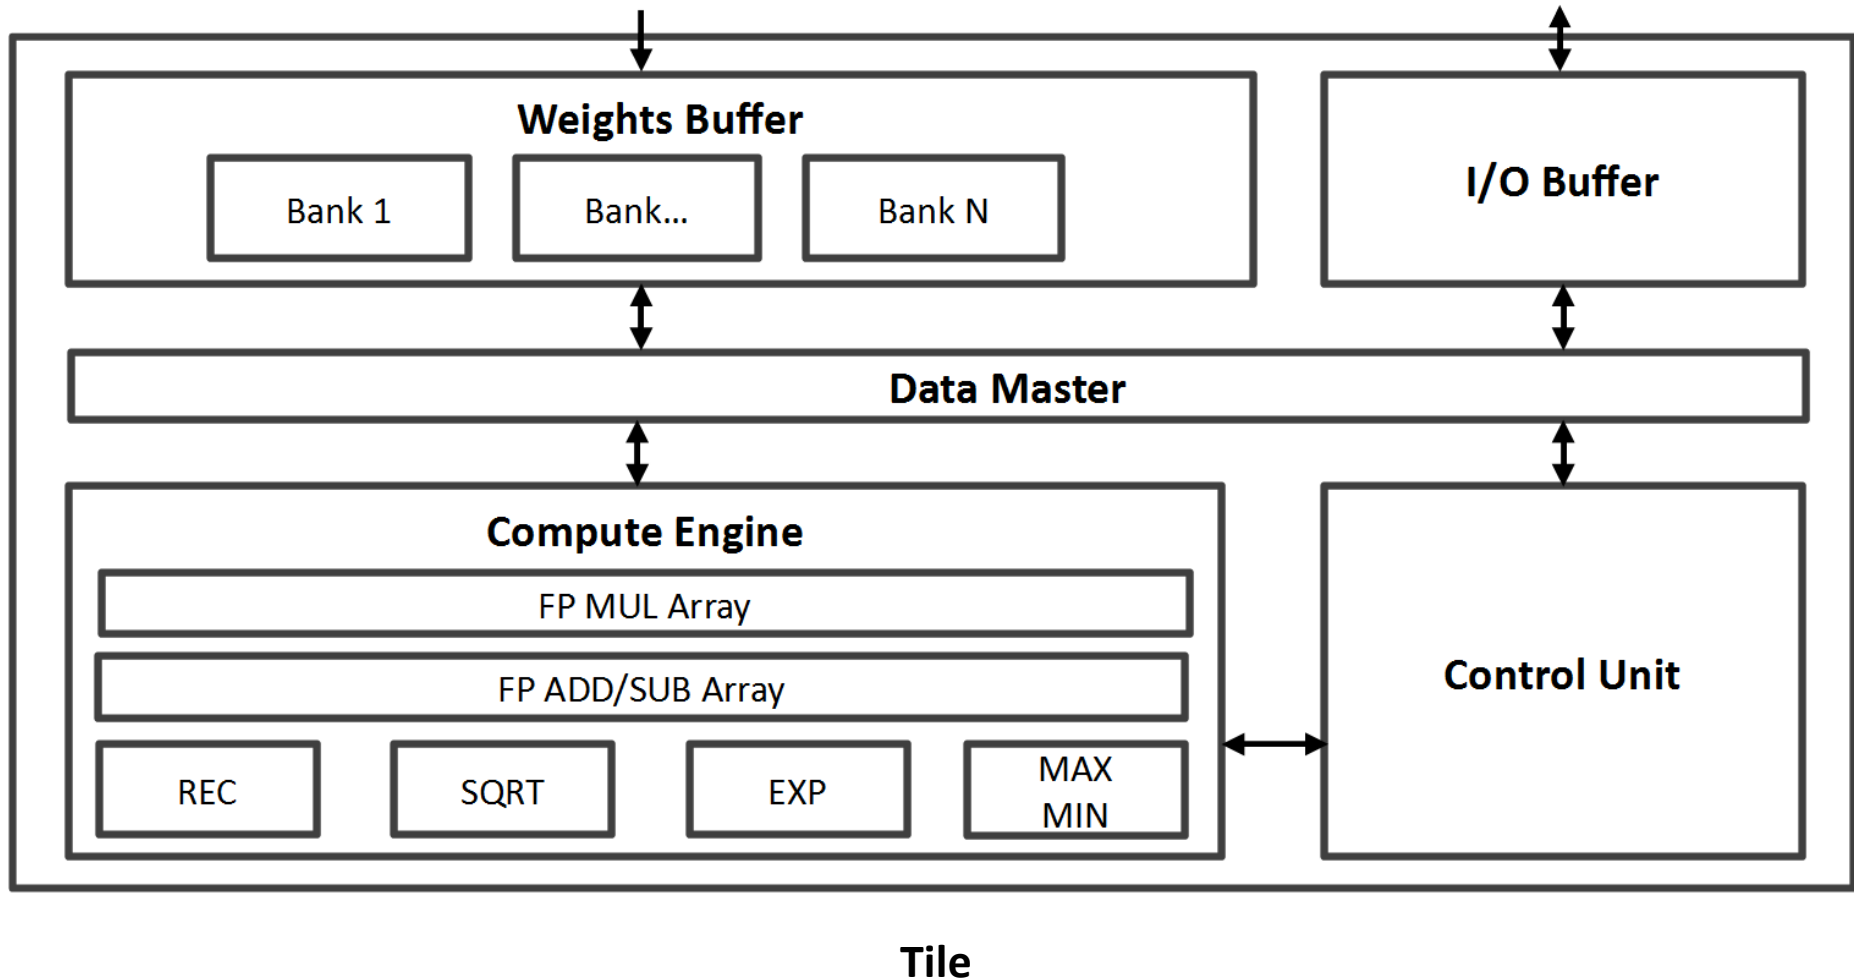 Weights Buffer
Bank 1
Bank...
Bank N
I/O Buffer
Data Master
Compute Engine
FP MUL Array
FP ADD/SUB Array
REC
SQRT
EXP
MAX
MIN
Control Unit
Tile